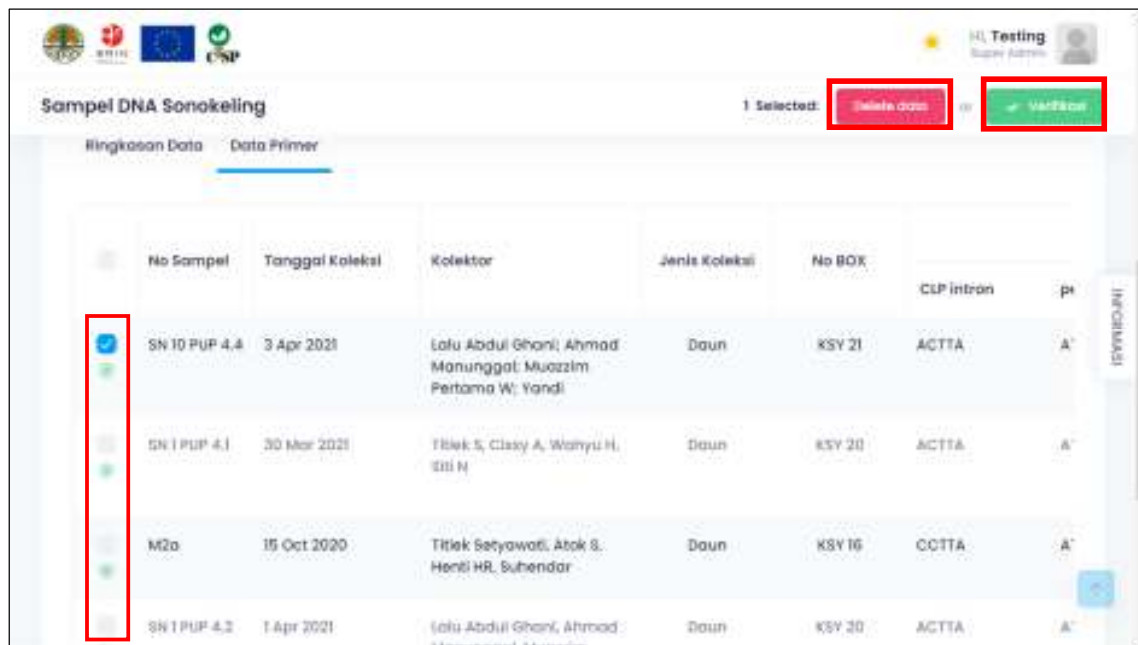 BRIN
CSP
Hi, Testing
Super Admin
Sampel DNA Sonokeling
1 Selected: Delete data or Verifikasi
Ringkasan Data Data Primer
No Sampel Tanggal Koleksi Kolektor Jenis Koleksi No BOX
CLP intron
INFORMASI
SN 10 PUP 4.4 3 Apr 2021 Lalu Abdul Ghani; Ahmad Daun KSY 21 ACTTA
Manunggal; Muazzim
Pertama W; Yandi
SN 1 PUP 4.1 30 Mar 2021 Titiek S, Cissy A, Wahyu H, Daun KSY 20 ACTTA
Siti N
M2a 15 Oct 2020 Titiek Setyawati, Atok S, Daun KSY 16 CCTTA
Henti HR, Suhendar
SN 1 PUP 4.2 1 Apr 2021 Lalu Abdul Ghani, Ahmad Daun KSY 20 ACTTA